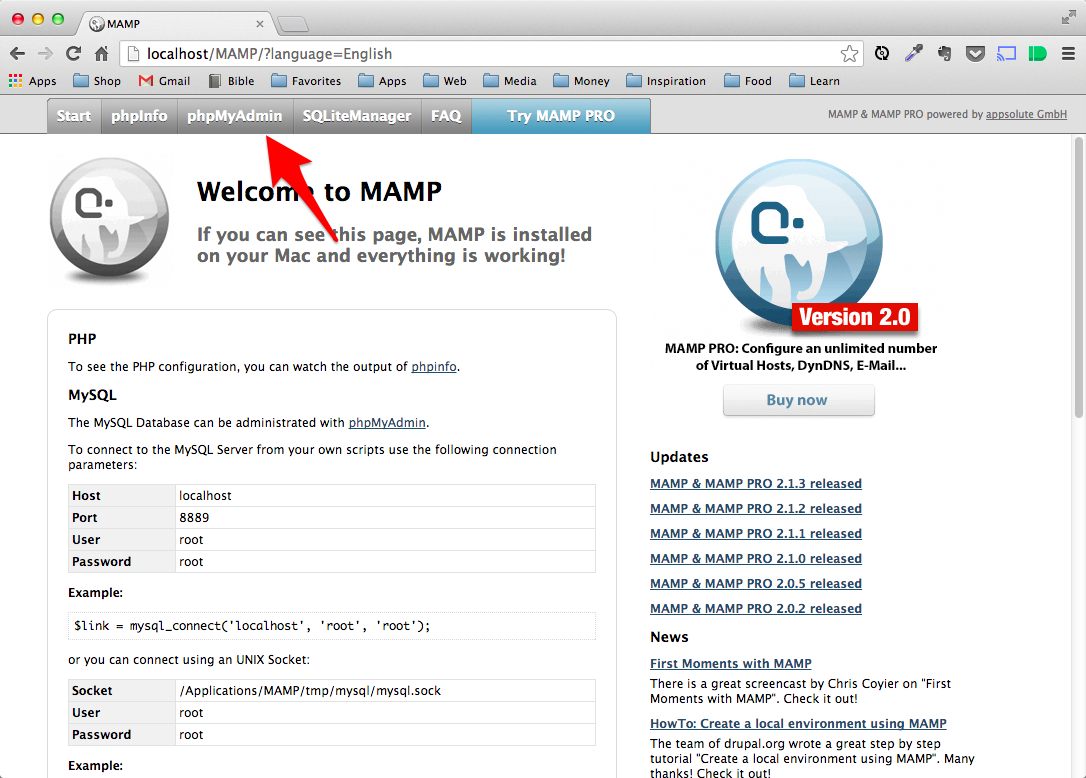 MAMP
localhost/MAMP/?language=English
Apps Shop Gmail Bible Favorites Apps Web Media Money Inspiration Food Learn
Start phpInfo phpMyAdmin SQLiteManager FAQ Try MAMP PRO
MAMP & MAMP PRO powered by appsolute GmbH
Welcome to MAMP
If you can see this page, MAMP is installed
on your Mac and everything is working!
PHP
To see the PHP configuration, you can watch the output of phpinfo.
MySQL
The MySQL Database can be administrated with phpMyAdmin.
To connect to the MySQL Server from your own scripts use the following connection
parameters:
Host localhost
Port 8889
User root
Password root
Example:
$link = mysql_connect('localhost', 'root', 'root');
or you can connect using an UNIX Socket:
Socket /Applications/MAMP/tmp/mysql/mysql.sock
User root
Password root
Example:
Version 2.0
MAMP PRO: Configure an unlimited number
of Virtual Hosts, DynDNS, E-Mail...
Buy now
Updates
MAMP & MAMP PRO 2.1.3 released
MAMP & MAMP PRO 2.1.2 released
MAMP & MAMP PRO 2.1.1 released
MAMP & MAMP PRO 2.1.0 released
MAMP & MAMP PRO 2.0.5 released
MAMP & MAMP PRO 2.0.2 released
News
First Moments with MAMP
There is a great screencast by Chris Coyier on "First
Moments with MAMP". Check it out!
HowTo: Create a local environment using MAMP
The team of drupal.org wrote a great step by step
tutorial "Create a local environment using MAMP". Many
thanks! Check it out!